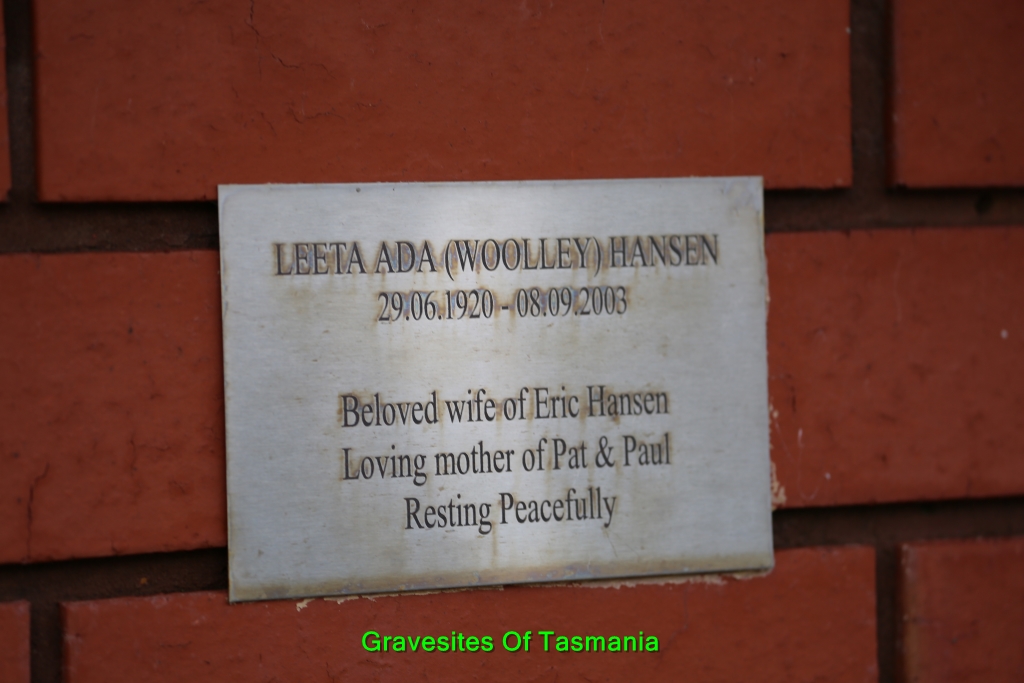 LEETA ADA (WOOLLEY) HANSEN
29.06.1920 - 08.09.2003
Beloved wife of Eric Hansen
Loving mother of Pat & Paul
Resting Peacefully
Gravesites Of Tasmania